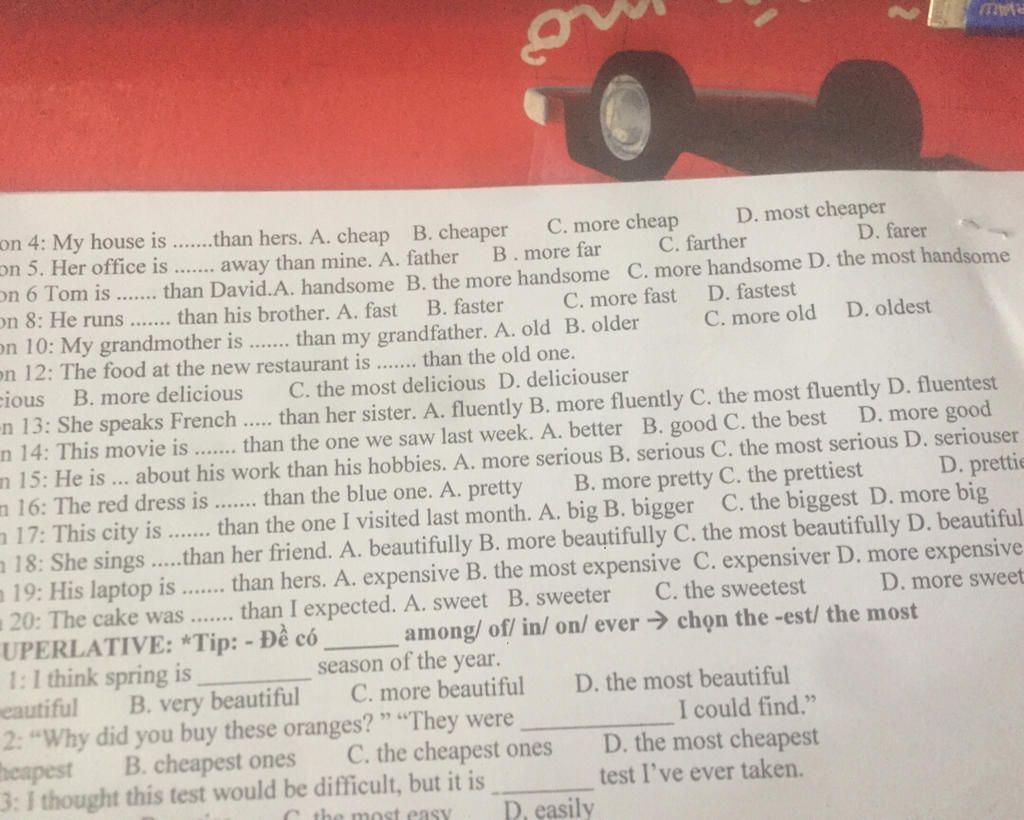 on 4: My house is .......than hers. A. cheap B. cheaper C. more cheap D. most cheaper
on 5. Her office is ....... away than mine. A. father B . more far C. farther D. farer
on 6 Tom is ....... than David.A. handsome B. the more handsome C. more handsome D. the most handsome
on 8: He runs ....... than his brother. A. fast B. faster C. more fast D. fastest
on 10: My grandmother is ....... than my grandfather. A. old B. older C. more old D. oldest
on 12: The food at the new restaurant is ....... than the old one.
cious B. more delicious C. the most delicious D. deliciouser
n 13: She speaks French ..... than her sister. A. fluently B. more fluently C. the most fluently D. fluentest
n 14: This movie is ....... than the one we saw last week. A. better B. good C. the best D. more good
n 15: He is ... about his work than his hobbies. A. more serious B. serious C. the most serious D. seriouser
n 16: The red dress is ....... than the blue one. A. pretty B. more pretty C. the prettiest D. prettie
17: This city is ....... than the one I visited last month. A. big B. bigger C. the biggest D. more big
18: She sings .....than her friend. A. beautifully B. more beautifully C. the most beautifully D. beautiful
19: His laptop is ....... than hers. A. expensive B. the most expensive C. expensiver D. more expensive
20: The cake was ....... than I expected. A. sweet B. sweeter C. the sweetest D. more sweet
UPERLATIVE: *Tip: - Đề có ______ among/ of/ in/ on/ ever → chọn the -est/ the most
1: I think spring is __________ season of the year.
eautiful B. very beautiful C. more beautiful D. the most beautiful
2: “Why did you buy these oranges? ” “They were ______________ I could find.”
heapest B. cheapest ones C. the cheapest ones D. the most cheapest
3: I thought this test would be difficult, but it is _________ test I’ve ever taken.
C. the most easy D. easily